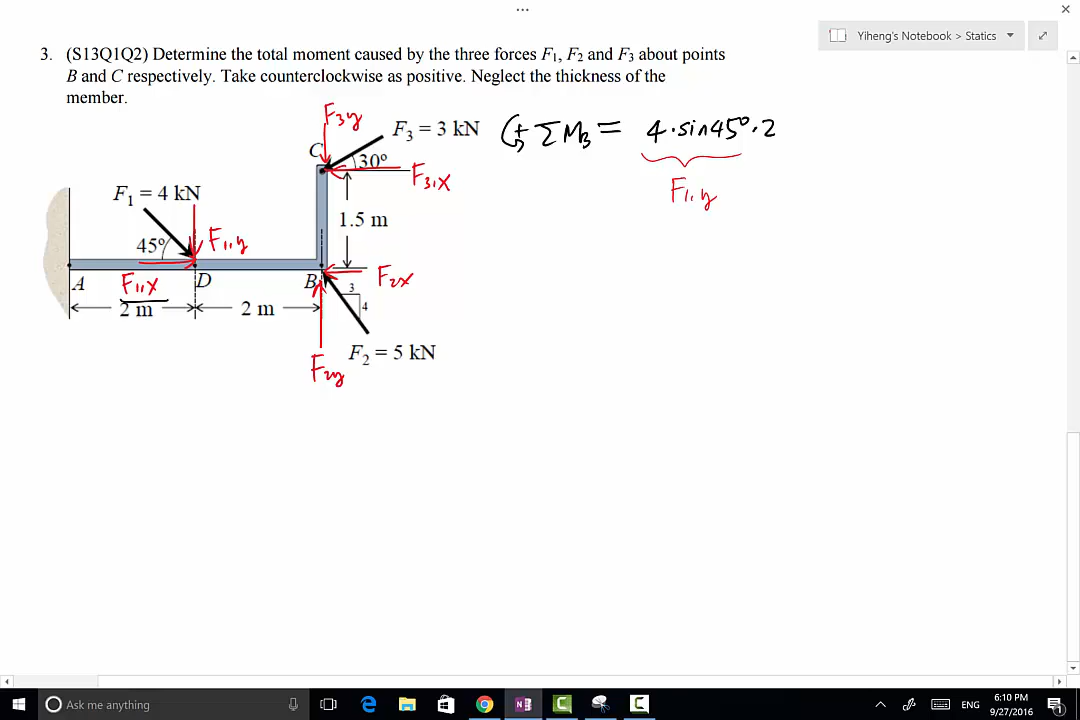 ...
Yiheng's Notebook > Statics
3. (S13Q1Q2) Determine the total moment caused by the three forces F₁, F₂ and F₃ about points
B and C respectively. Take counterclockwise as positive. Neglect the thickness of the
member.
F3y
F₃ = 3 kN
+ ΣM_B = 4·sin45°·2
C
30°
F3,x
F1,y
F₁ = 4 kN
1.5 m
45°
F1,y
A
F1,x
D
B
F2x
3
4
2 m
2 m
F₂ = 5 kN
F2y
Ask me anything
ENG
6:10 PM
9/27/2016
1